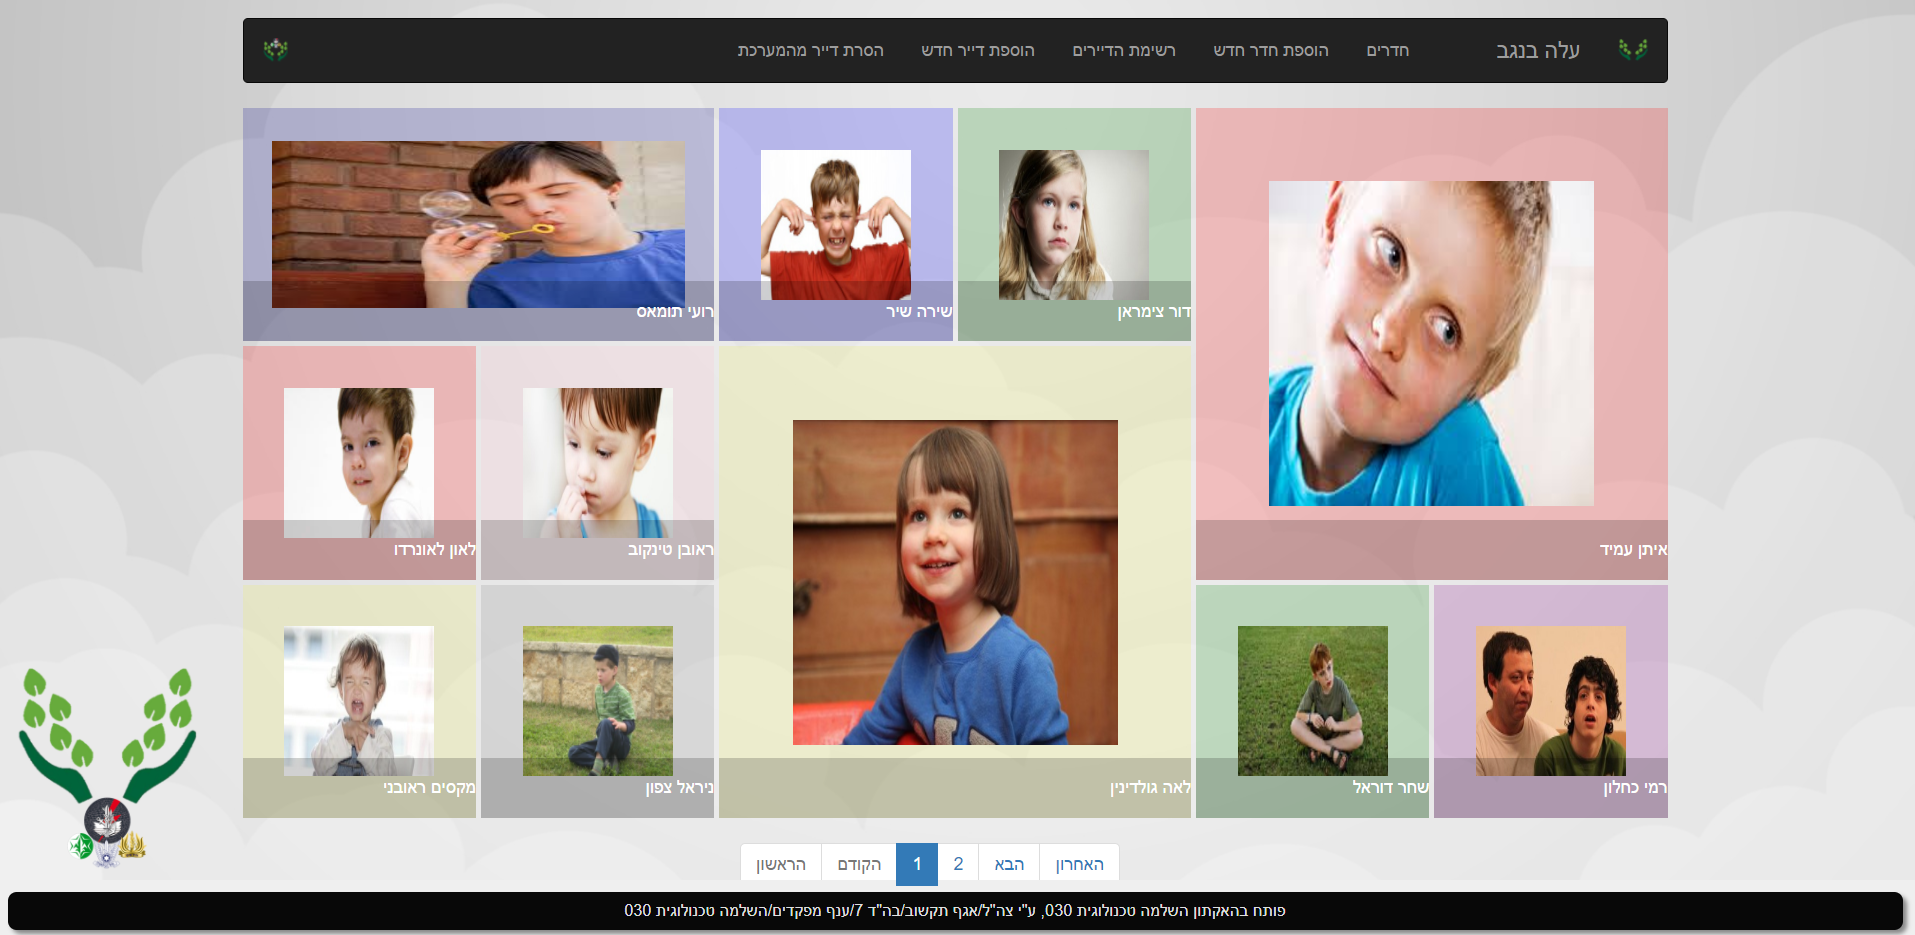 עלה בנגב
חדרים
הוספת חדר חדש
רשימת הדיירים
הוספת דייר חדש
הסרת דייר מהמערכת
איתן עמיד
דור צימראן
שירה שיר
רועי תומאס
לאה גולדינין
ראובן טינקוב
לאון לאונרדו
רמי כחלון
שחר דוראל
ניראל צפון
מקסים ראובני
האחרון
הבא
2
1
הקודם
הראשון
פותח בהאקתון השלמה טכנולוגית 030, ע"י צה"ל/אגף תקשוב/בה"ד 7/ענף מפקדים/השלמה טכנולוגית 030